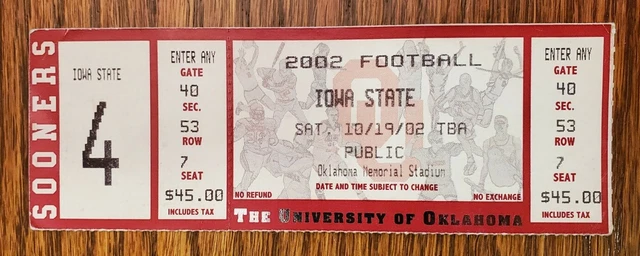 SOONERS
IOWA STATE
4
ENTER ANY
GATE
40
SEC.
53
ROW
7
SEAT
$45.00
INCLUDES TAX
2002 FOOTBALL
IOWA STATE
SAT, 10/19/02 TBA
PUBLIC
Oklahoma Memorial Stadium
NO REFUND
DATE AND TIME SUBJECT TO CHANGE
NO EXCHANGE
THE UNIVERSITY OF OKLAHOMA
ENTER ANY
GATE
40
SEC.
53
ROW
7
SEAT
$45.00
INCLUDES TAX